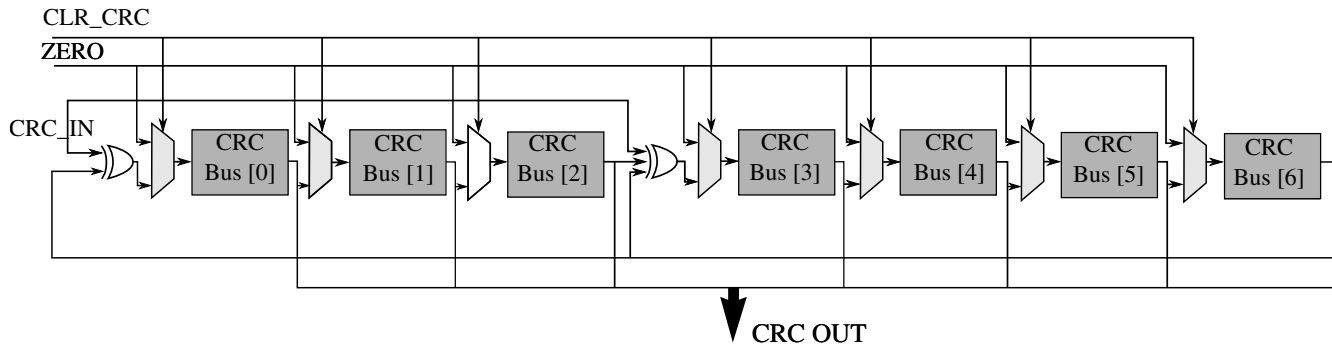 CLR_CRC
ZERO
CRC_IN
CRC
Bus [0]
CRC
Bus [1]
CRC
Bus [2]
CRC
Bus [3]
CRC
Bus [4]
CRC
Bus [5]
CRC
Bus [6]
CRC OUT